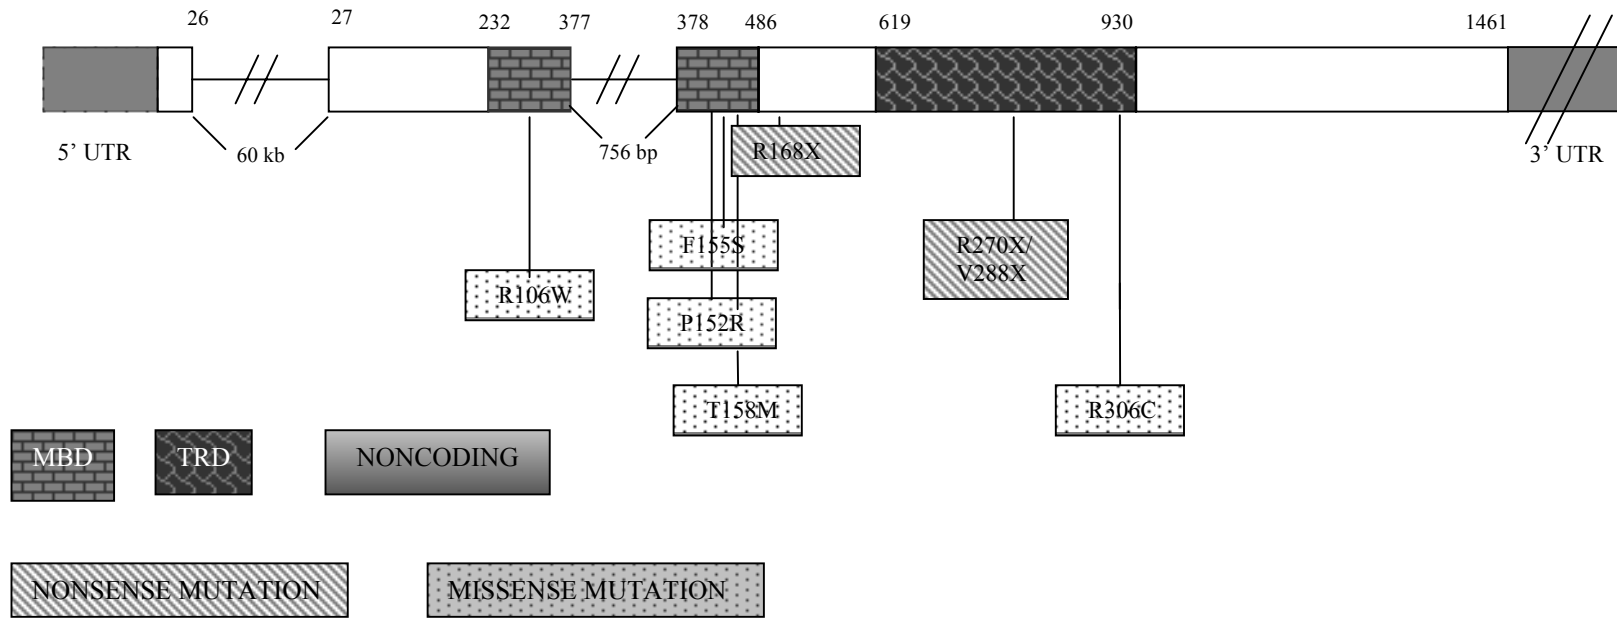 26
27
232
377
378
486
619
930
1461
5’ UTR
60 kb
756 bp
3’ UTR
R168X
F155S
R270X/
V288X
R106W
P152R
T158M
R306C
MBD
TRD
NONCODING
NONSENSE MUTATION
MISSENSE MUTATION